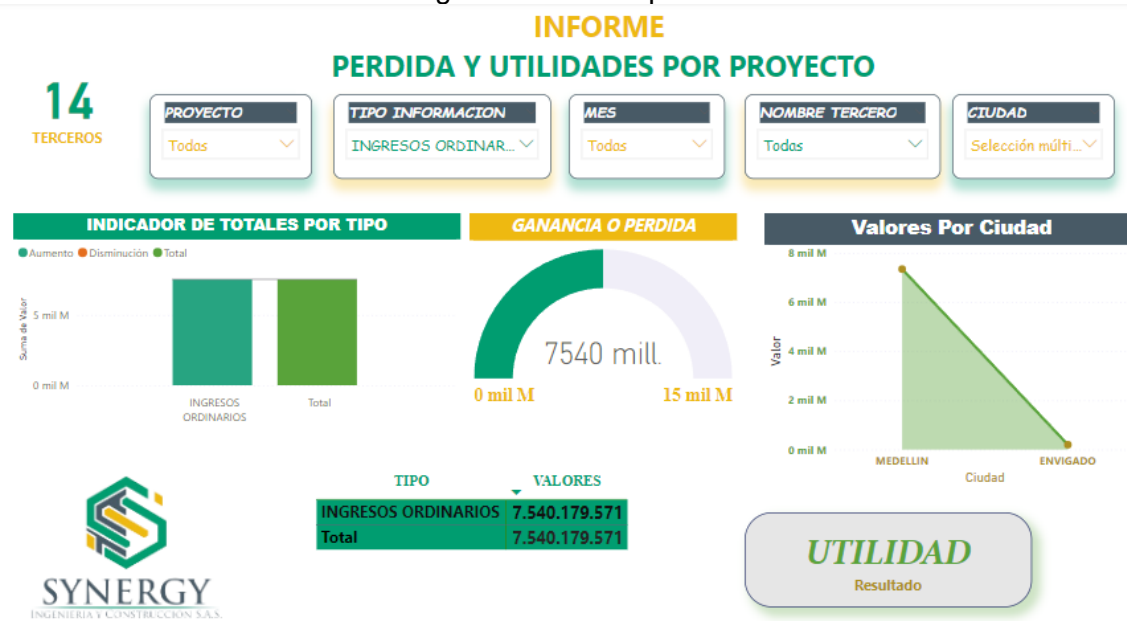 INFORME
PERDIDA Y UTILIDADES POR PROYECTO
14
TERCEROS
PROYECTO
Todas
TIPO INFORMACION
INGRESOS ORDINAR...
MES
Todas
NOMBRE TERCERO
Todas
CIUDAD
Selección múlti...
INDICADOR DE TOTALES POR TIPO
Aumento Disminución Total
Suma de Valor
5 mil M
0 mil M
INGRESOS
ORDINARIOS
Total
GANANCIA O PERDIDA
7540 mill.
0 mil M
15 mil M
Valores Por Ciudad
Valor
8 mil M
6 mil M
4 mil M
2 mil M
0 mil M
MEDELLIN
ENVIGADO
Ciudad
TIPO VALORES
INGRESOS ORDINARIOS 7.540.179.571
Total 7.540.179.571
SYNERGY
INGENIERIA Y CONSTRUCCION S.A.S.
UTILIDAD
Resultado